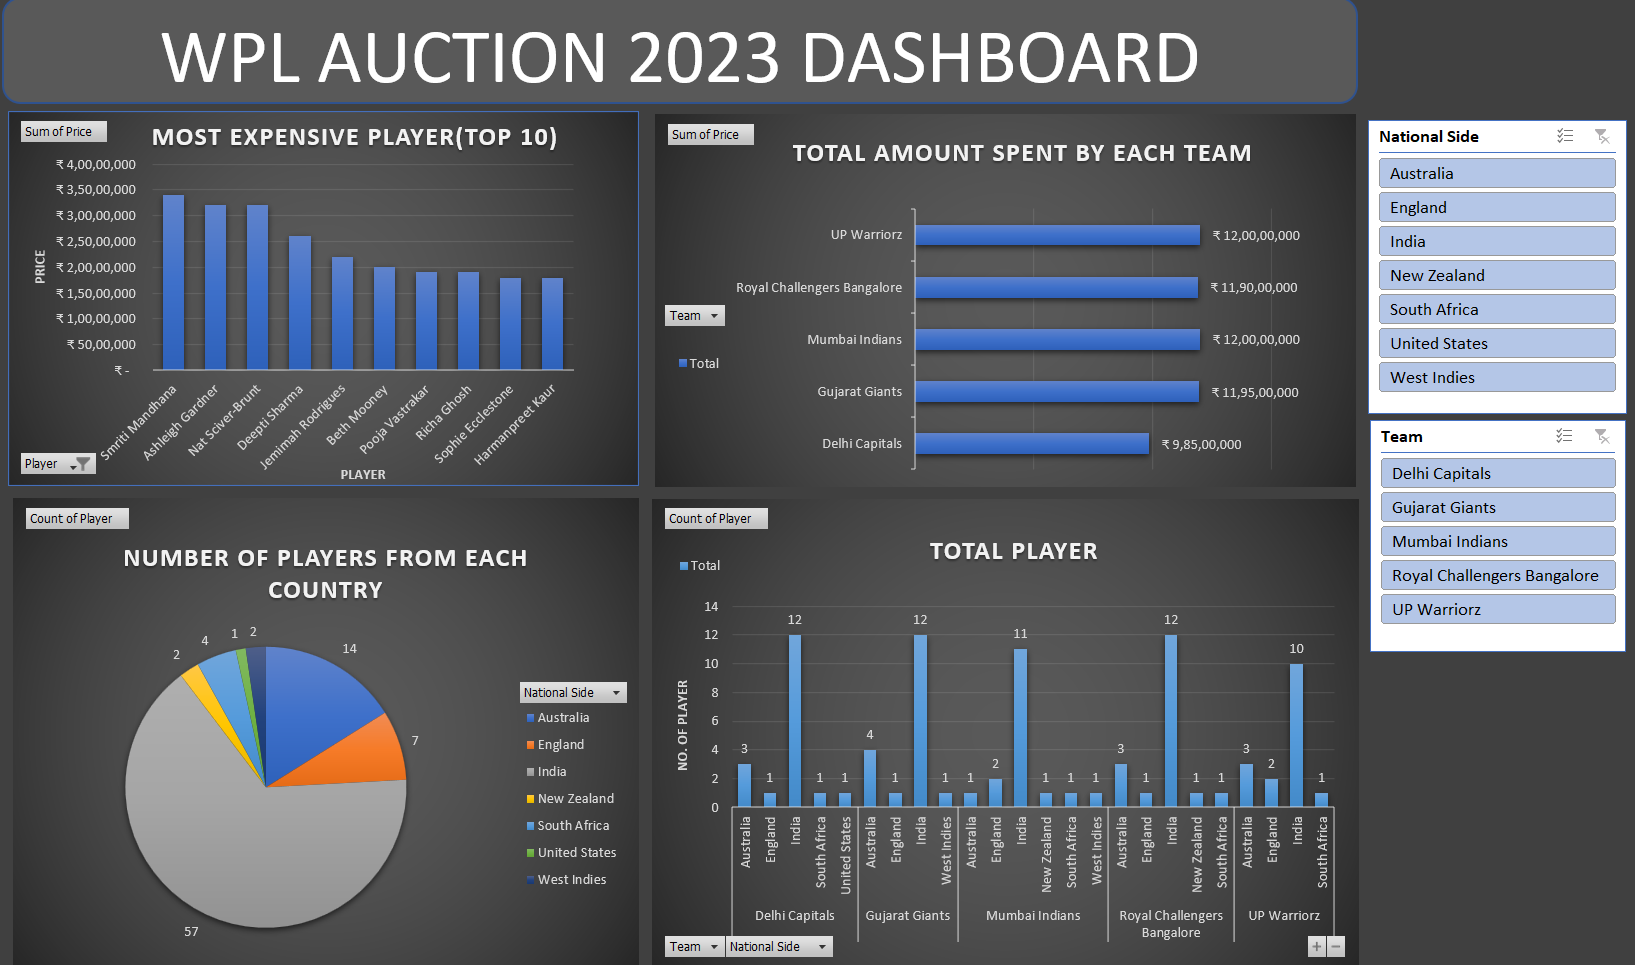 WPL AUCTION 2023 DASHBOARD
Sum of Price
MOST EXPENSIVE PLAYER(TOP 10)
₹ 4,00,00,000
₹ 3,50,00,000
₹ 3,00,00,000
₹ 2,50,00,000
₹ 2,00,00,000
₹ 1,50,00,000
₹ 1,00,00,000
₹ 50,00,000
₹ -
PRICE
Smriti Mandhana
Ashleigh Gardner
Nat Sciver-Brunt
Deepti Sharma
Jemimah Rodrigues
Beth Mooney
Pooja Vastrakar
Richa Ghosh
Sophie Ecclestone
Harmanpreet Kaur
Player
PLAYER
Sum of Price
TOTAL AMOUNT SPENT BY EACH TEAM
UP Warriorz ₹ 12,00,00,000
Royal Challengers Bangalore ₹ 11,90,00,000
Team
Mumbai Indians ₹ 12,00,00,000
Total
Gujarat Giants ₹ 11,95,00,000
Delhi Capitals ₹ 9,85,00,000
National Side
Australia
England
India
New Zealand
South Africa
United States
West Indies
Team
Delhi Capitals
Gujarat Giants
Mumbai Indians
Royal Challengers Bangalore
UP Warriorz
Count of Player
NUMBER OF PLAYERS FROM EACH
COUNTRY
2
4
1
2
14
7
57
National Side
Australia
England
India
New Zealand
South Africa
United States
West Indies
Count of Player
TOTAL PLAYER
Total
14
12
10
8
6
4
2
0
NO. OF PLAYER
3 1 12 1 1 4 1 12 1 1 2 11 1 1 1 3 1 12 1 1 3 2 10 1
Australia
England
India
South Africa
United States
Australia
England
India
West Indies
Australia
England
India
New Zealand
South Africa
West Indies
Australia
England
India
New Zealand
South Africa
Australia
England
India
South Africa
Delhi Capitals
Gujarat Giants
Mumbai Indians
Royal Challengers
Bangalore
UP Warriorz
Team
National Side